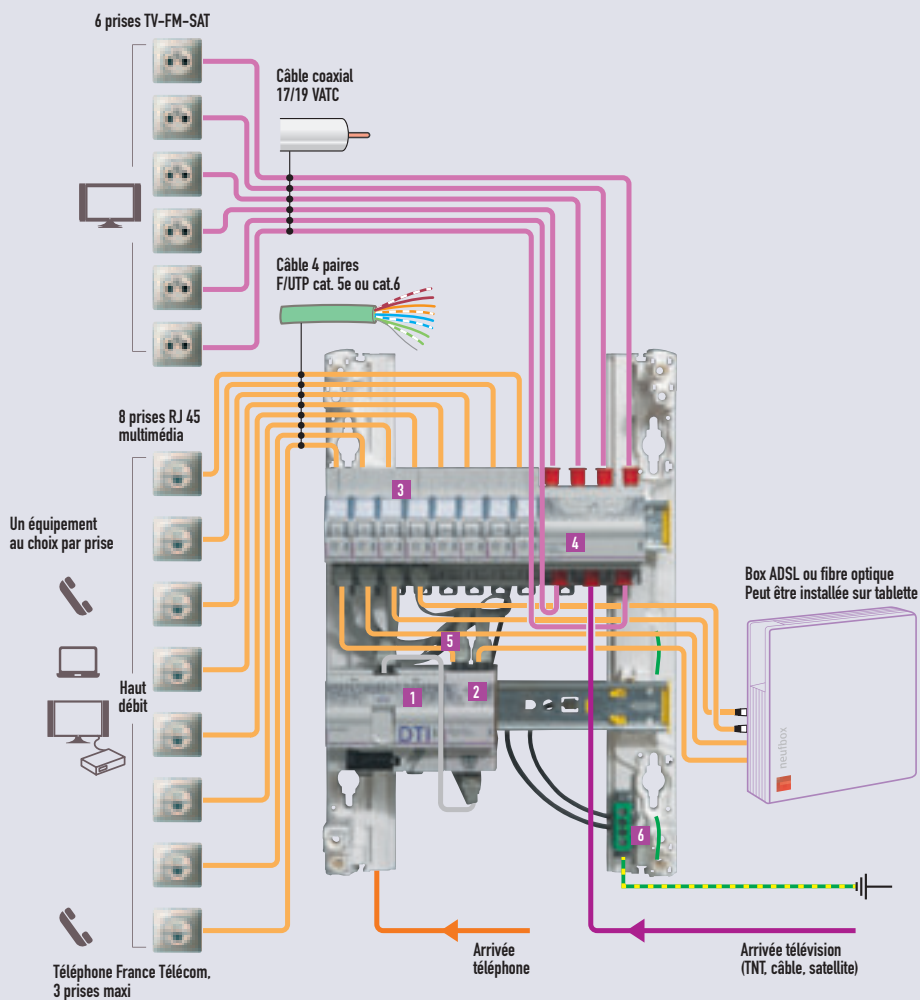 6 prises TV-FM-SAT
Câble coaxial
17/19 VATC
Câble 4 paires
F/UTP cat. 5e ou cat.6
8 prises RJ 45
multimédia
3
Un équipement
au choix par prise
4
Box ADSL ou fibre optique
Peut être installée sur tablette
5
1
2
Haut
débit
DTI
neufbox
6
Arrivée
téléphone
Arrivée télévision
(TNT, câble, satellite)
Téléphone France Télécom,
3 prises maxi